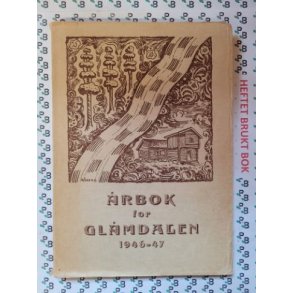 ÅRBOK
for
GLÅMDALEN
1946-47
HEFTET BRUKT BOK